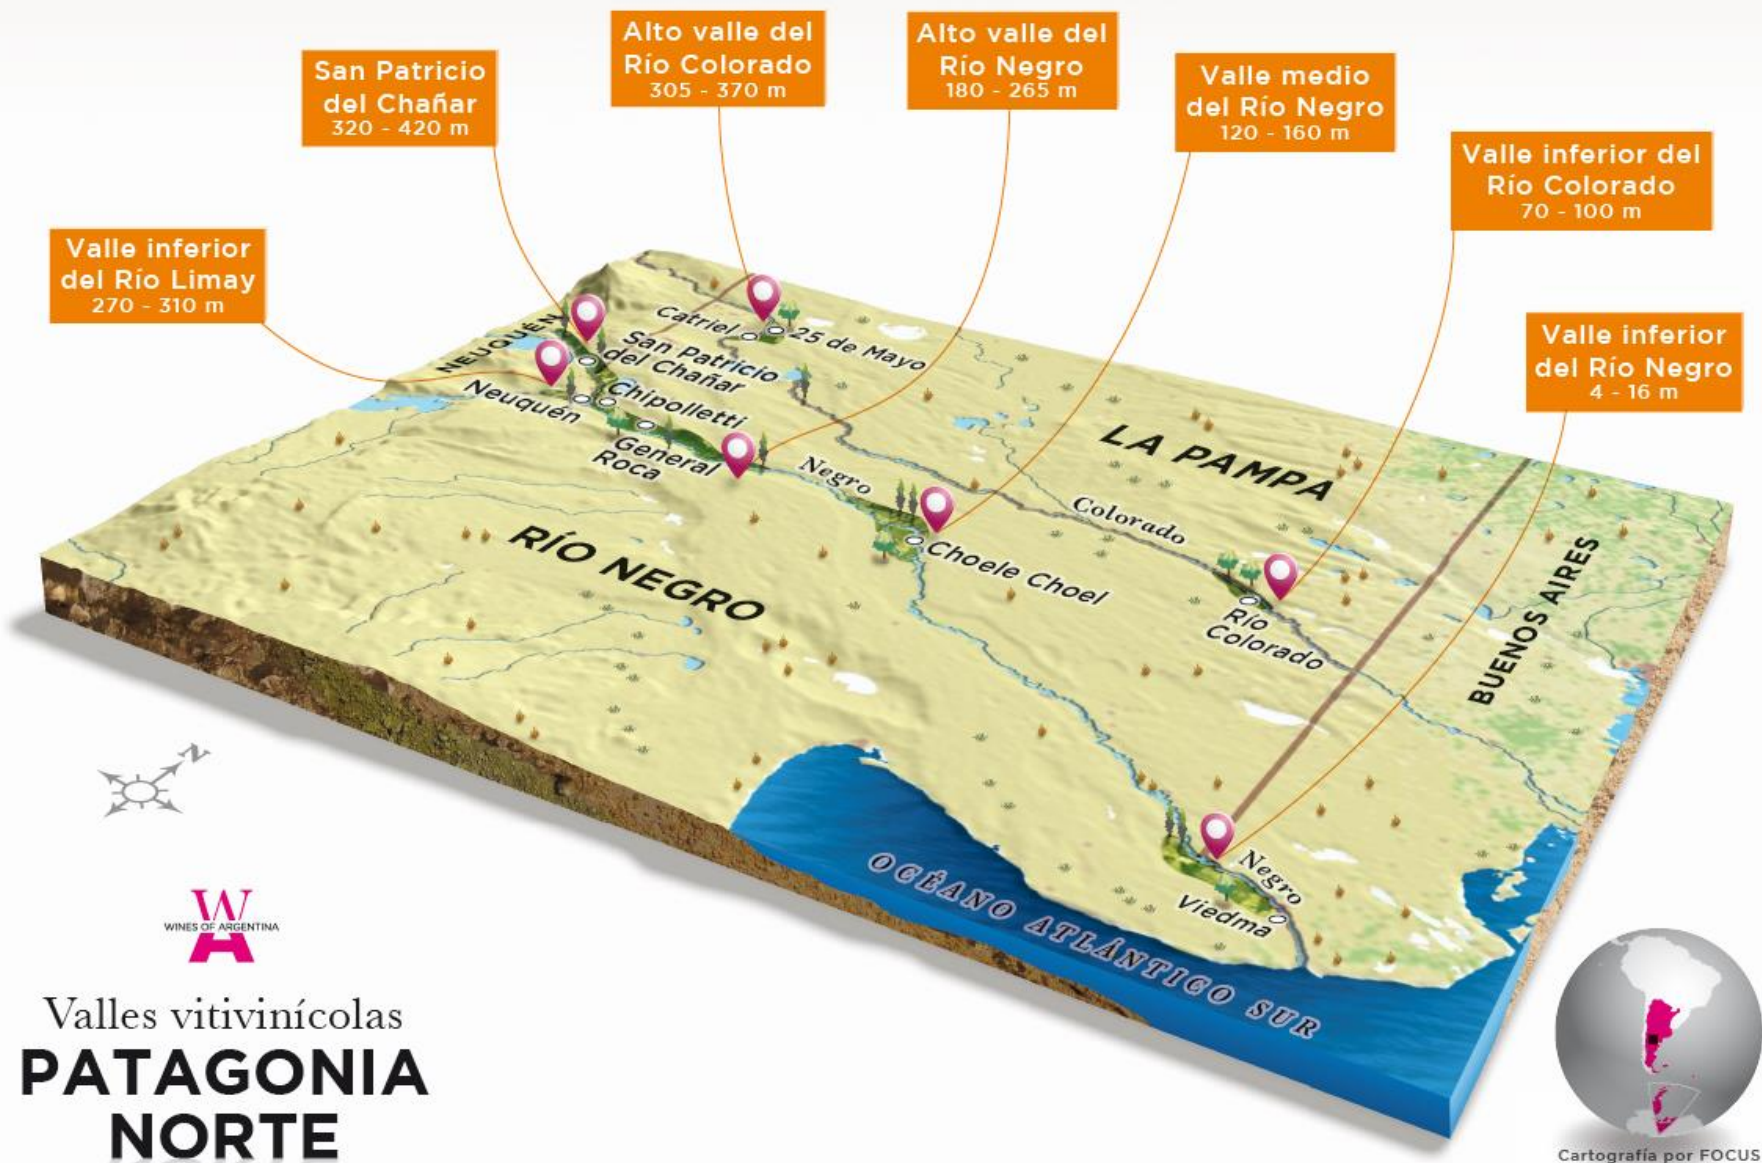 Alto valle del
Río Colorado
305 - 370 m
Alto valle del
Río Negro
180 - 265 m
San Patricio
del Chañar
320 - 420 m
Valle medio
del Río Negro
120 - 160 m
Valle inferior del
Río Colorado
70 - 100 m
Valle inferior
del Río Limay
270 - 310 m
Valle inferior
del Río Negro
4 - 16 m
NEUQUÉN
Catriel
25 de Mayo
San Patricio
del Chañar
Neuquén
Chipolletti
General
Roca
Negro
LA PAMPA
Colorado
RÍO NEGRO
Choele Choel
Río
Colorado
BUENOS AIRES
Negro
Viedma
OCÉANO ATLÁNTICO SUR
N
W
WINES OF ARGENTINA
A
Valles vitivinícolas
PATAGONIA
NORTE
Cartografía por FOCUS